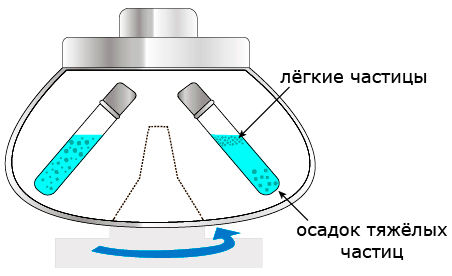 лёгкие частицы
осадок тяжёлых
частиц